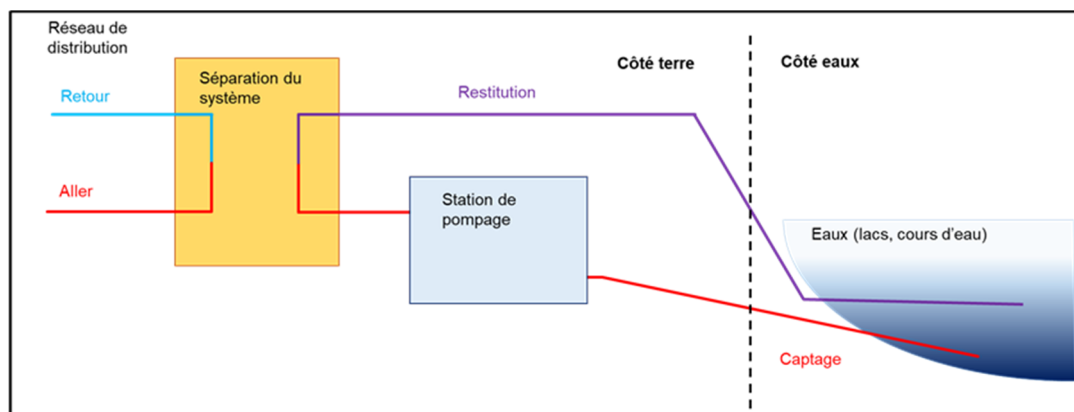 Réseau de
distribution
Séparation du
système
Côté terre
Côté eaux
Retour
Restitution
Aller
Station de
pompage
Eaux (lacs, cours d'eau)
Captage